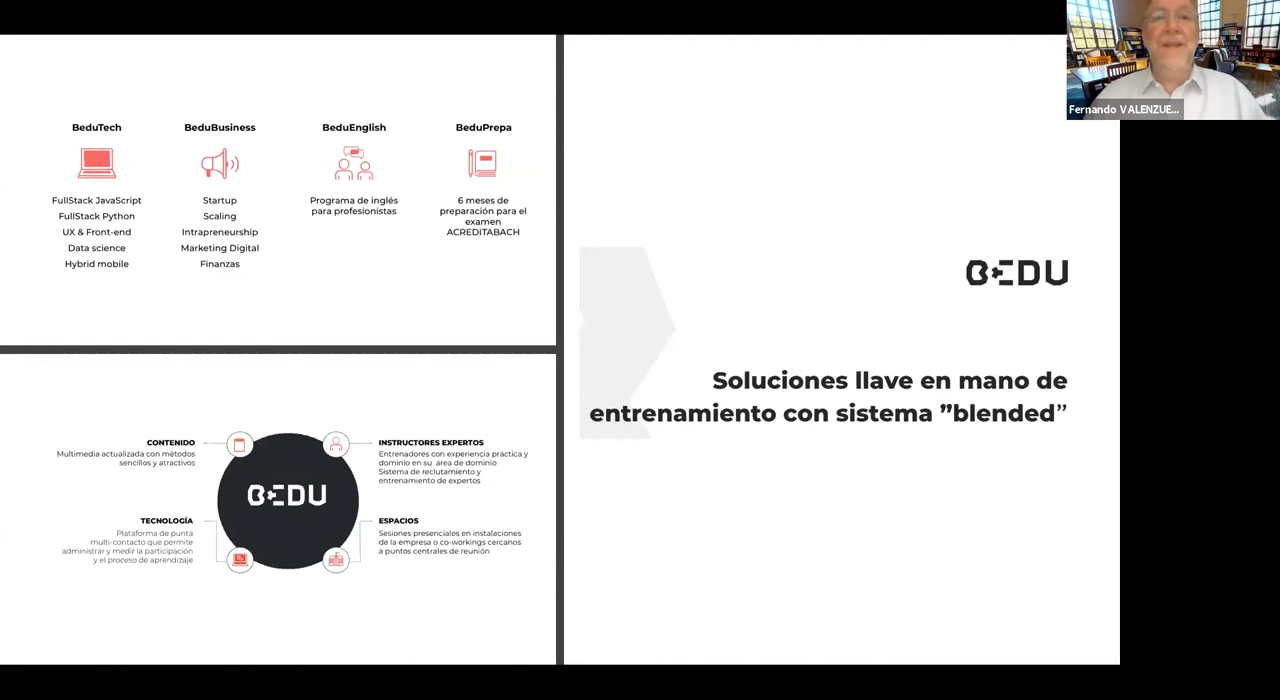 BeduTech
FullStack JavaScript
FullStack Python
UX & Front-end
Data science
Hybrid mobile
BeduBusiness
Startup
Scaling
Intrapreneurship
Marketing Digital
Finanzas
BeduEnglish
Programa de inglés
para profesionistas
BeduPrepa
6 meses de
preparación para el
examen
ACREDITABACH
CONTENIDO
Multimedia actualizada con métodos
sencillos y atractivos
INSTRUCTORES EXPERTOS
Entrenadores con experiencia práctica y
dominio en su área de dominio
Sistema de reclutamiento y
entrenamiento de expertos
BEDU
TECNOLOGÍA
Plataforma de punta
multi-contacto que permite
administrar y medir la participación
y el proceso de aprendizaje
ESPACIOS
Sesiones presenciales en instalaciones
de la empresa o co-workings cercanos
a puntos centrales de reunión
BEDU
Soluciones llave en mano de
entrenamiento con sistema ”blended”
Fernando VALENZUE...